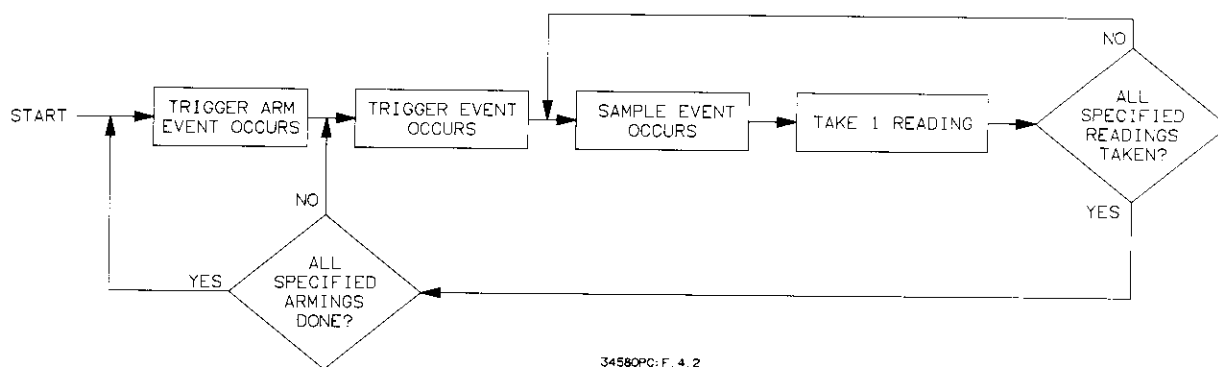 START
TRIGGER ARM
EVENT OCCURS
TRIGGER EVENT
OCCURS
SAMPLE EVENT
OCCURS
TAKE 1 READING
NO
ALL
SPECIFIED
READINGS
TAKEN?
YES
NO
YES
ALL
SPECIFIED
ARMINGS
DONE?
34580PC:F.4.2